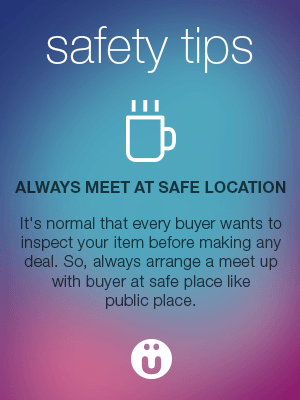 safety tips
ALWAYS MEET AT SAFE LOCATION
It's normal that every buyer wants to
inspect your item before making any
deal. So, always arrange a meet up
with buyer at safe place like
public place.
ü